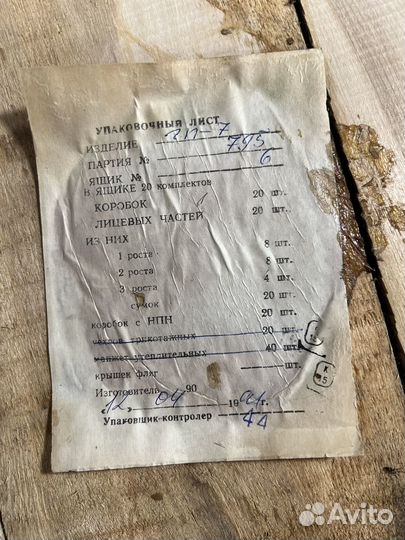 УПАКОВОЧНЫЙ ЛИСТ
ИЗДЕЛИЕ
ПАРТИЯ № 795
ЯЩИК № 6
В ЯЩИКЕ 20 комплектов
КОРОБОК 20 шт.
ЛИЦЕВЫХ ЧАСТЕЙ 20 шт.
ИЗ НИХ
1 роста 8 шт.
2 роста 8 шт.
3 роста 4 шт.
сумок 20 шт.
коробок с НПН 20 шт.
чехлов трикотажных 20 шт.
манжет утеплительных 40 шт.
крышек фляг шт.
Изготовитель 90
«12» 04 1991г.
Упаковщик-контролер 44
К
15
Avito